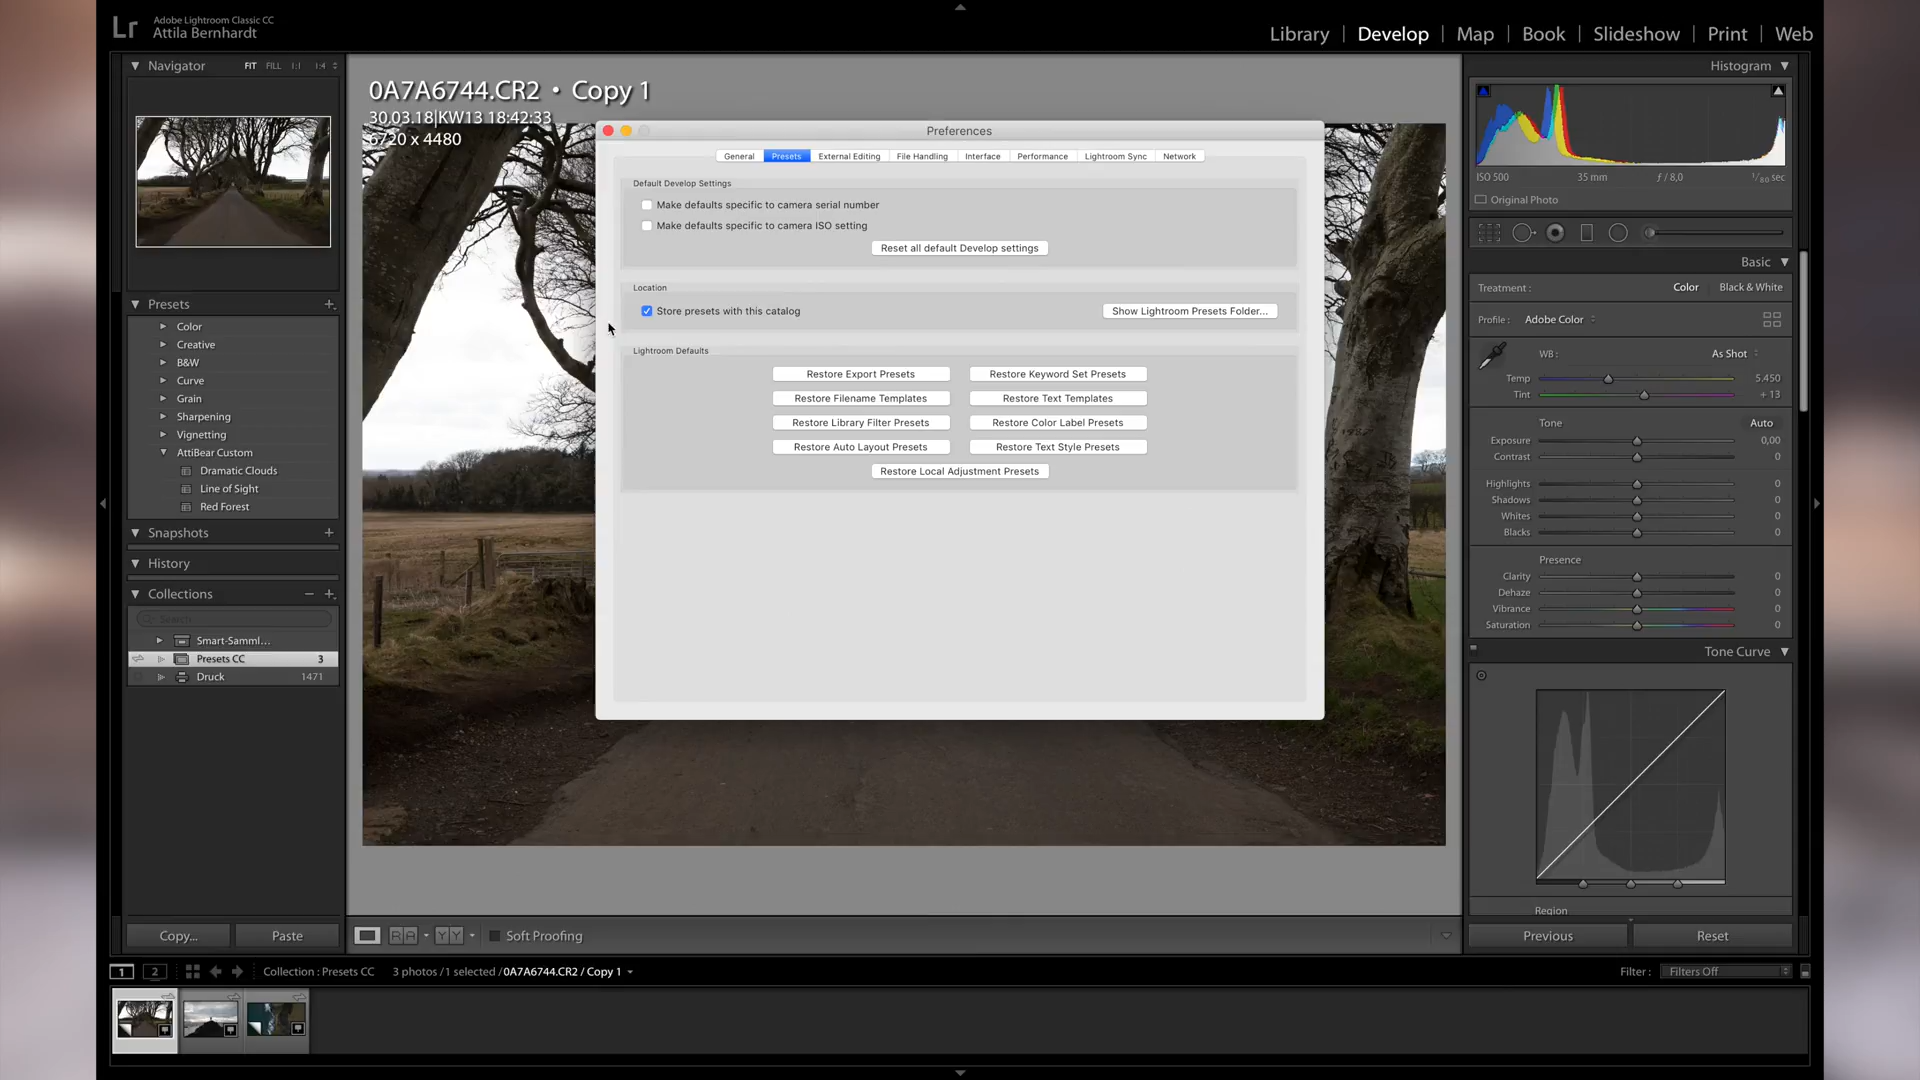 Lr Adobe Lightroom Classic CC
Attila Bernhardt
Library | Develop | Map | Book | Slideshow | Print | Web
Navigator FIT FILL 1:1 1:4
Presets
Color
Creative
B&W
Curve
Grain
Sharpening
Vignetting
AttiBear Custom
Dramatic Clouds
Line of Sight
Red Forest
Snapshots
History
Collections
Search
Smart-Samml...
Presets CC 3
Druck 1471
Copy... Paste
0A7A6744.CR2 • Copy 1
30.03.18|KW13 18:42:33
6720 x 4480
Preferences
General Presets External Editing File Handling Interface Performance Lightroom Sync Network
Default Develop Settings
Make defaults specific to camera serial number
Make defaults specific to camera ISO setting
Reset all default Develop settings
Location
Store presets with this catalog Show Lightroom Presets Folder...
Lightroom Defaults
Restore Export Presets Restore Keyword Set Presets
Restore Filename Templates Restore Text Templates
Restore Library Filter Presets Restore Color Label Presets
Restore Auto Layout Presets Restore Text Style Presets
Restore Local Adjustment Presets
Soft Proofing
Histogram
ISO 500 35 mm ƒ / 8,0 1/80 sec
Original Photo
Basic
Treatment : Color Black & White
Profile : Adobe Color
WB : As Shot
Temp 5.450
Tint + 13
Tone Auto
Exposure 0,00
Contrast 0
Highlights 0
Shadows 0
Whites 0
Blacks 0
Presence
Clarity 0
Dehaze 0
Vibrance 0
Saturation 0
Tone Curve
Region
Previous Reset
1 2 Collection : Presets CC 3 photos / 1 selected / 0A7A6744.CR2 / Copy 1 Filter : Filters Off